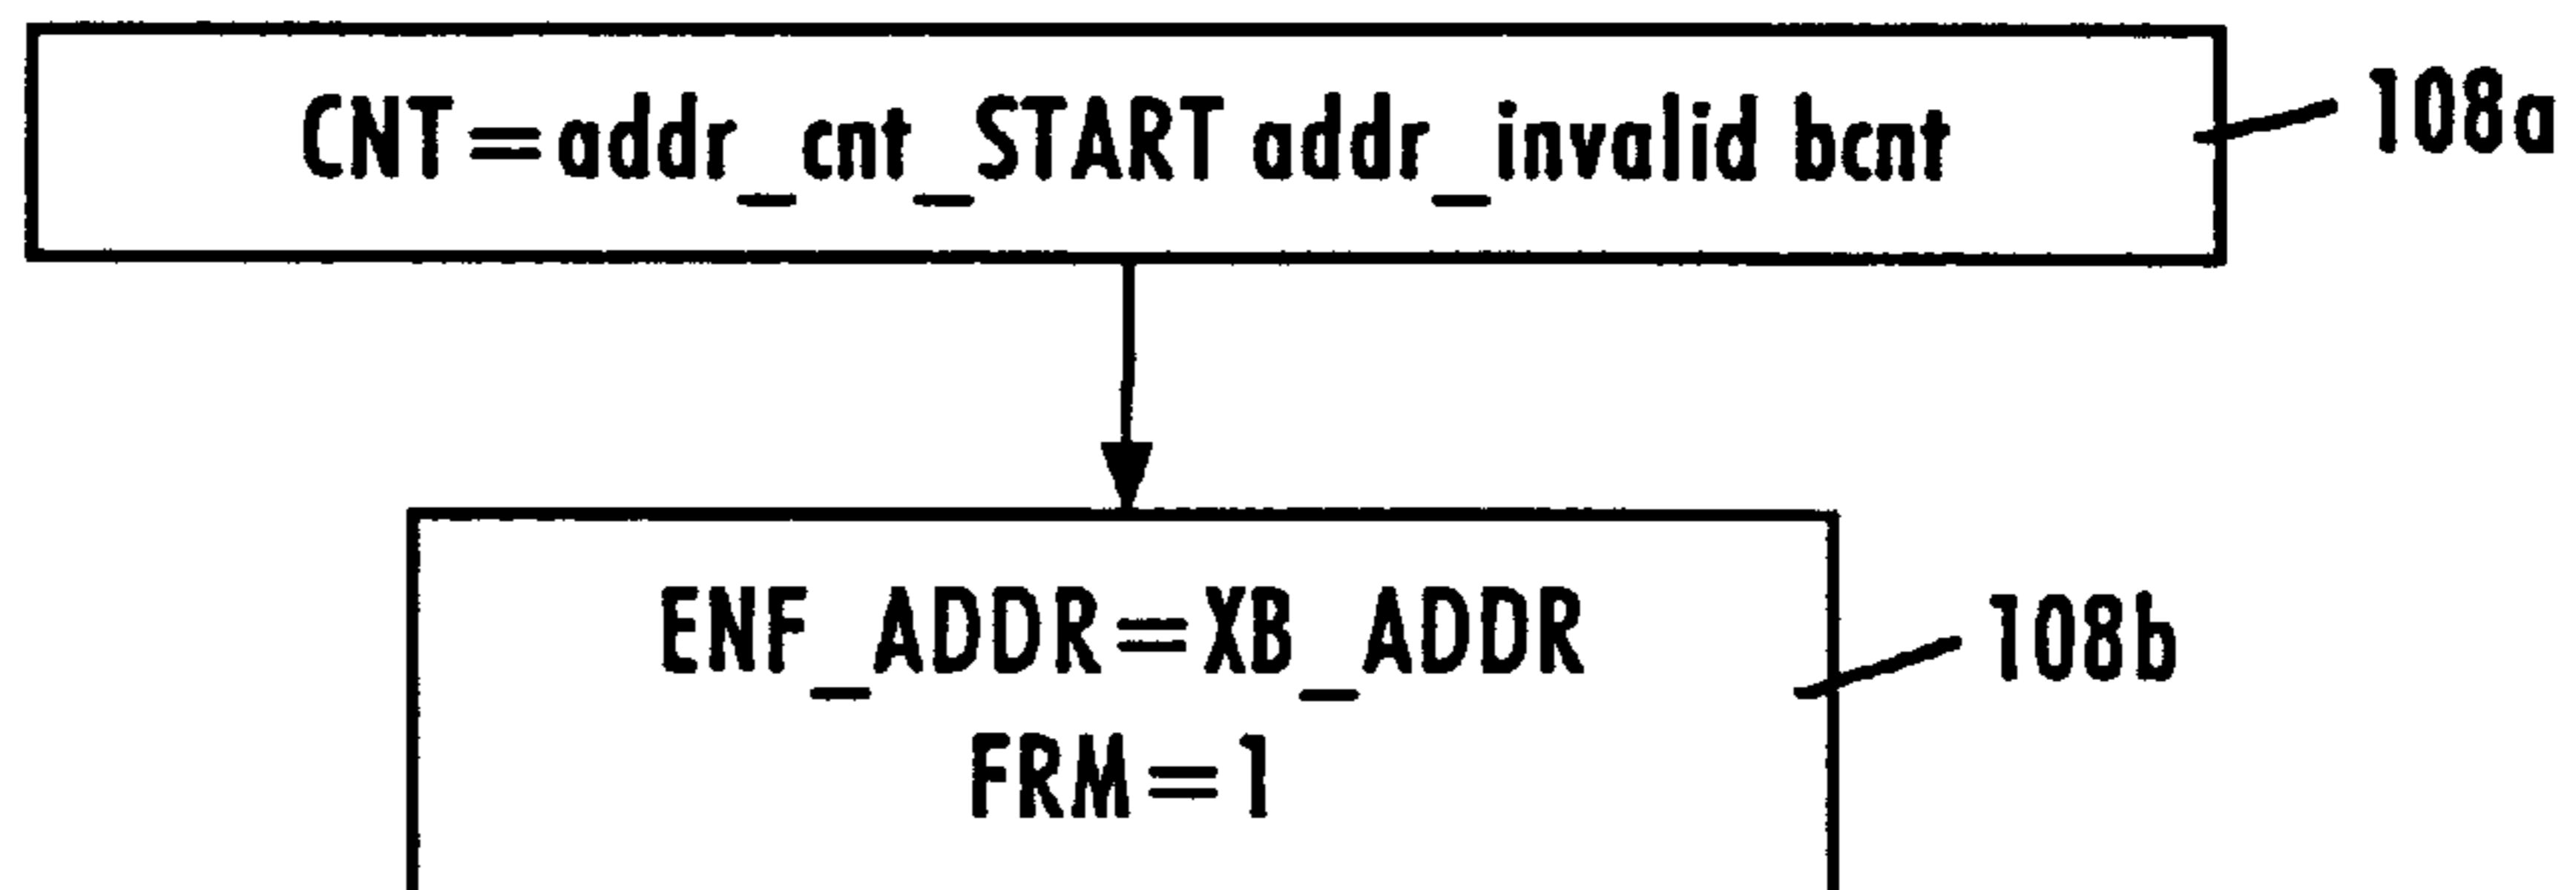 CNT=addr_cnt_START addr_invalid bcnt
108a
ENF_ADDR=XB_ADDR
108b
FRM=1